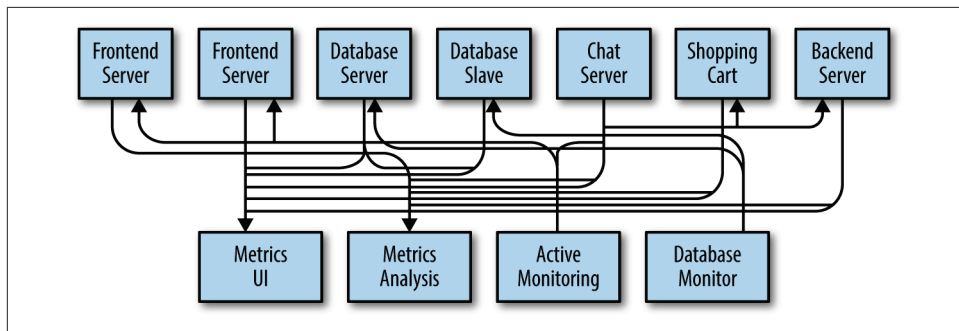 Frontend
Server
Frontend
Server
Database
Server
Database
Slave
Chat
Server
Shopping
Cart
Backend
Server
Metrics
UI
Metrics
Analysis
Active
Monitoring
Database
Monitor